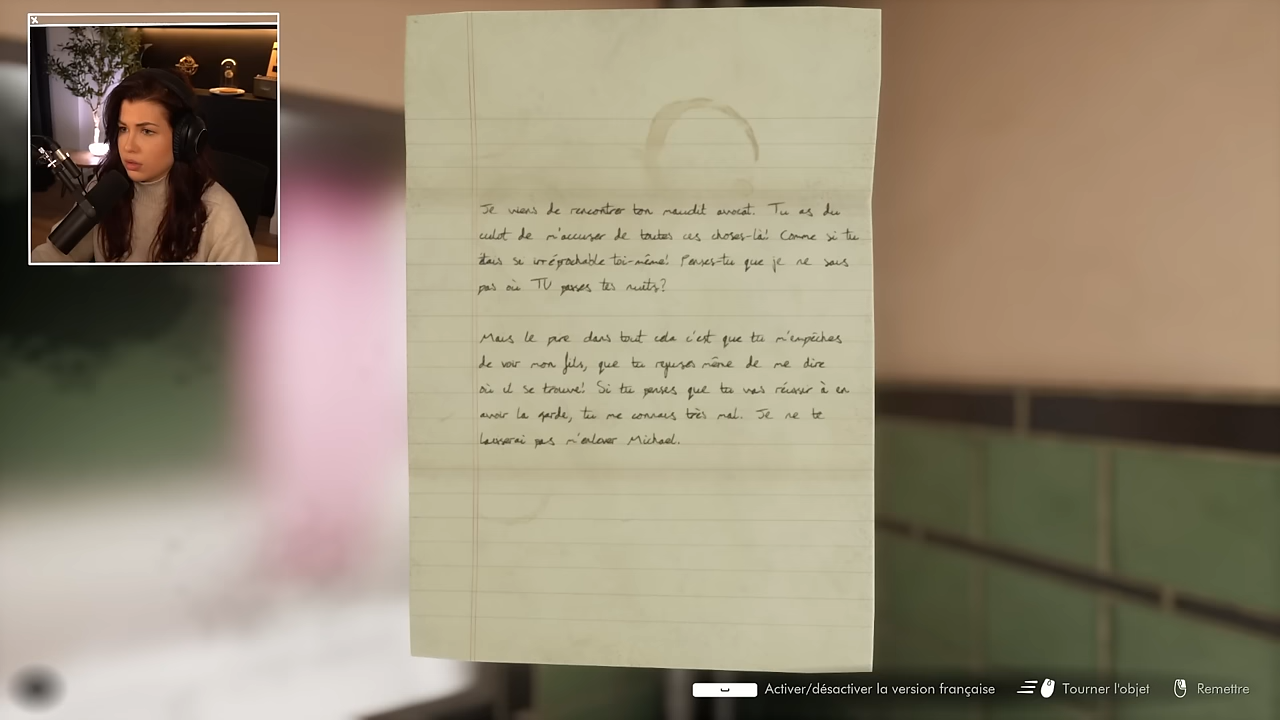 Je viens de rencontrer ton maudit avocat. Tu as du
culot de m'accuser de toutes ces choses-là! Comme si tu
étais si irréprochable toi-même! Penses-tu que je ne sais
pas où TU passes tes nuits?
Mais le pire dans tout cela c'est que tu m'empêches
de voir mon fils, que tu refuses même de me dire
où il se trouve! Si tu penses que tu vas réussir à en
avoir la garde, tu me connais très mal. Je ne te
laisserai pas m'enlever Michael.
Activer/désactiver la version française
Tourner l'objet
Remettre